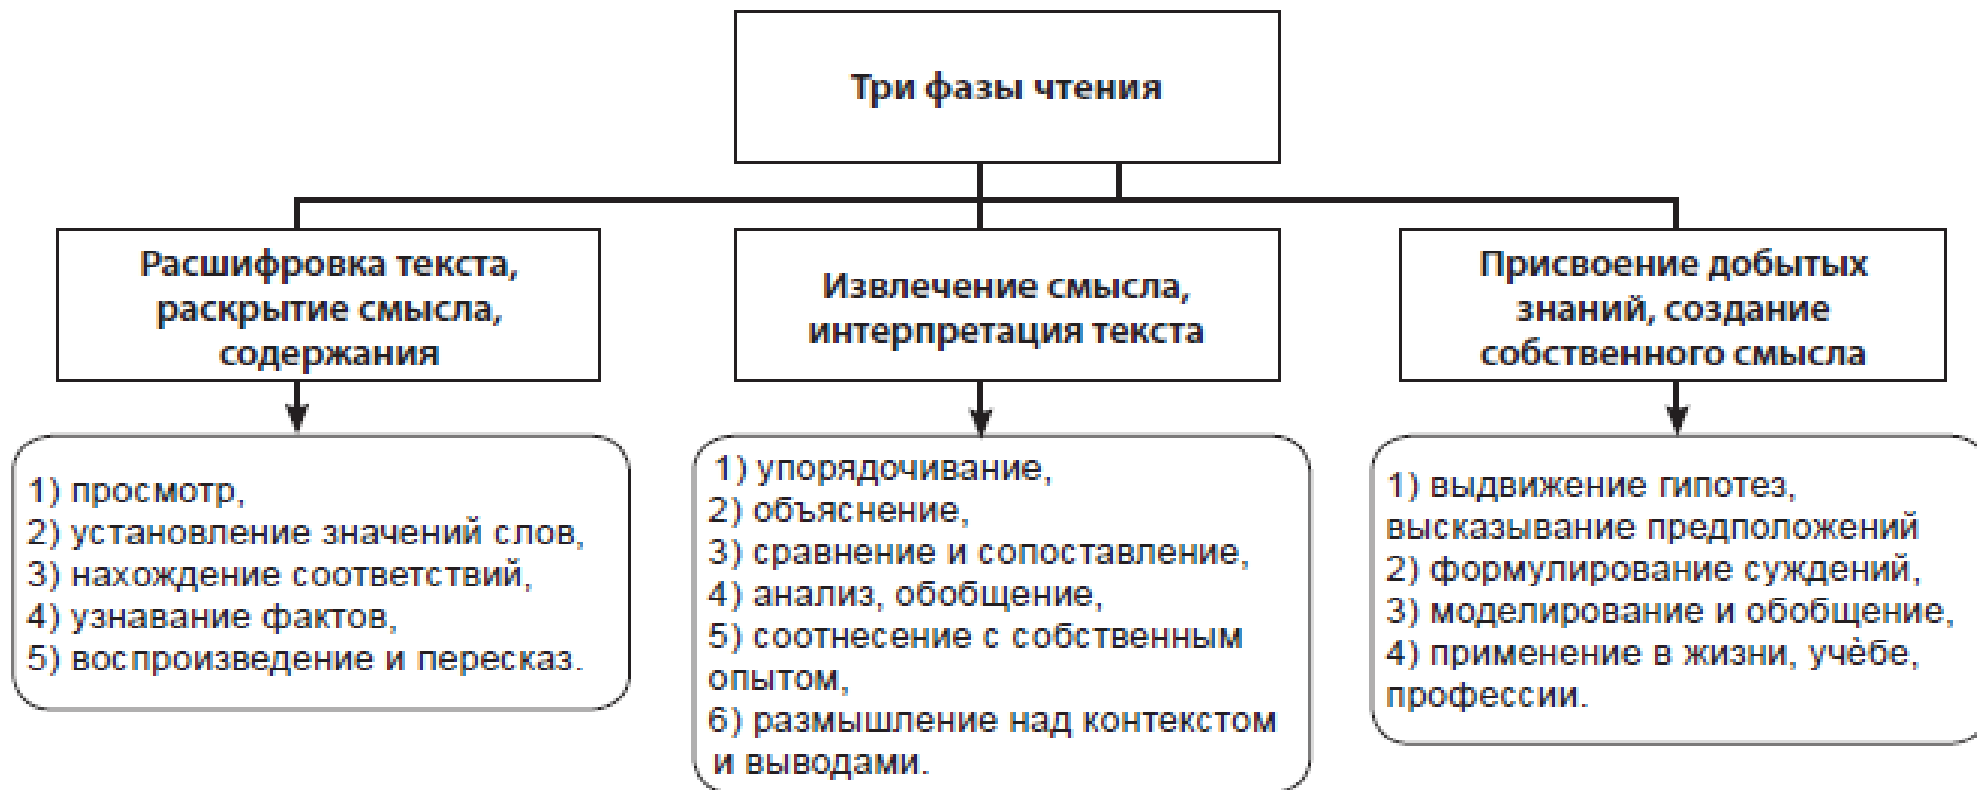 Три фазы чтения
Расшифровка текста,
раскрытие смысла,
содержания
Извлечение смысла,
интерпретация текста
Присвоение добытых
знаний, создание
собственного смысла
1) просмотр,
2) установление значений слов,
3) нахождение соответствий,
4) узнавание фактов,
5) воспроизведение и пересказ.
1) упорядочивание,
2) объяснение,
3) сравнение и сопоставление,
4) анализ, обобщение,
5) соотнесение с собственным
опытом,
6) размышление над контекстом
и выводами.
1) выдвижение гипотез,
высказывание предположений
2) формулирование суждений,
3) моделирование и обобщение,
4) применение в жизни, учѐбе,
профессии.